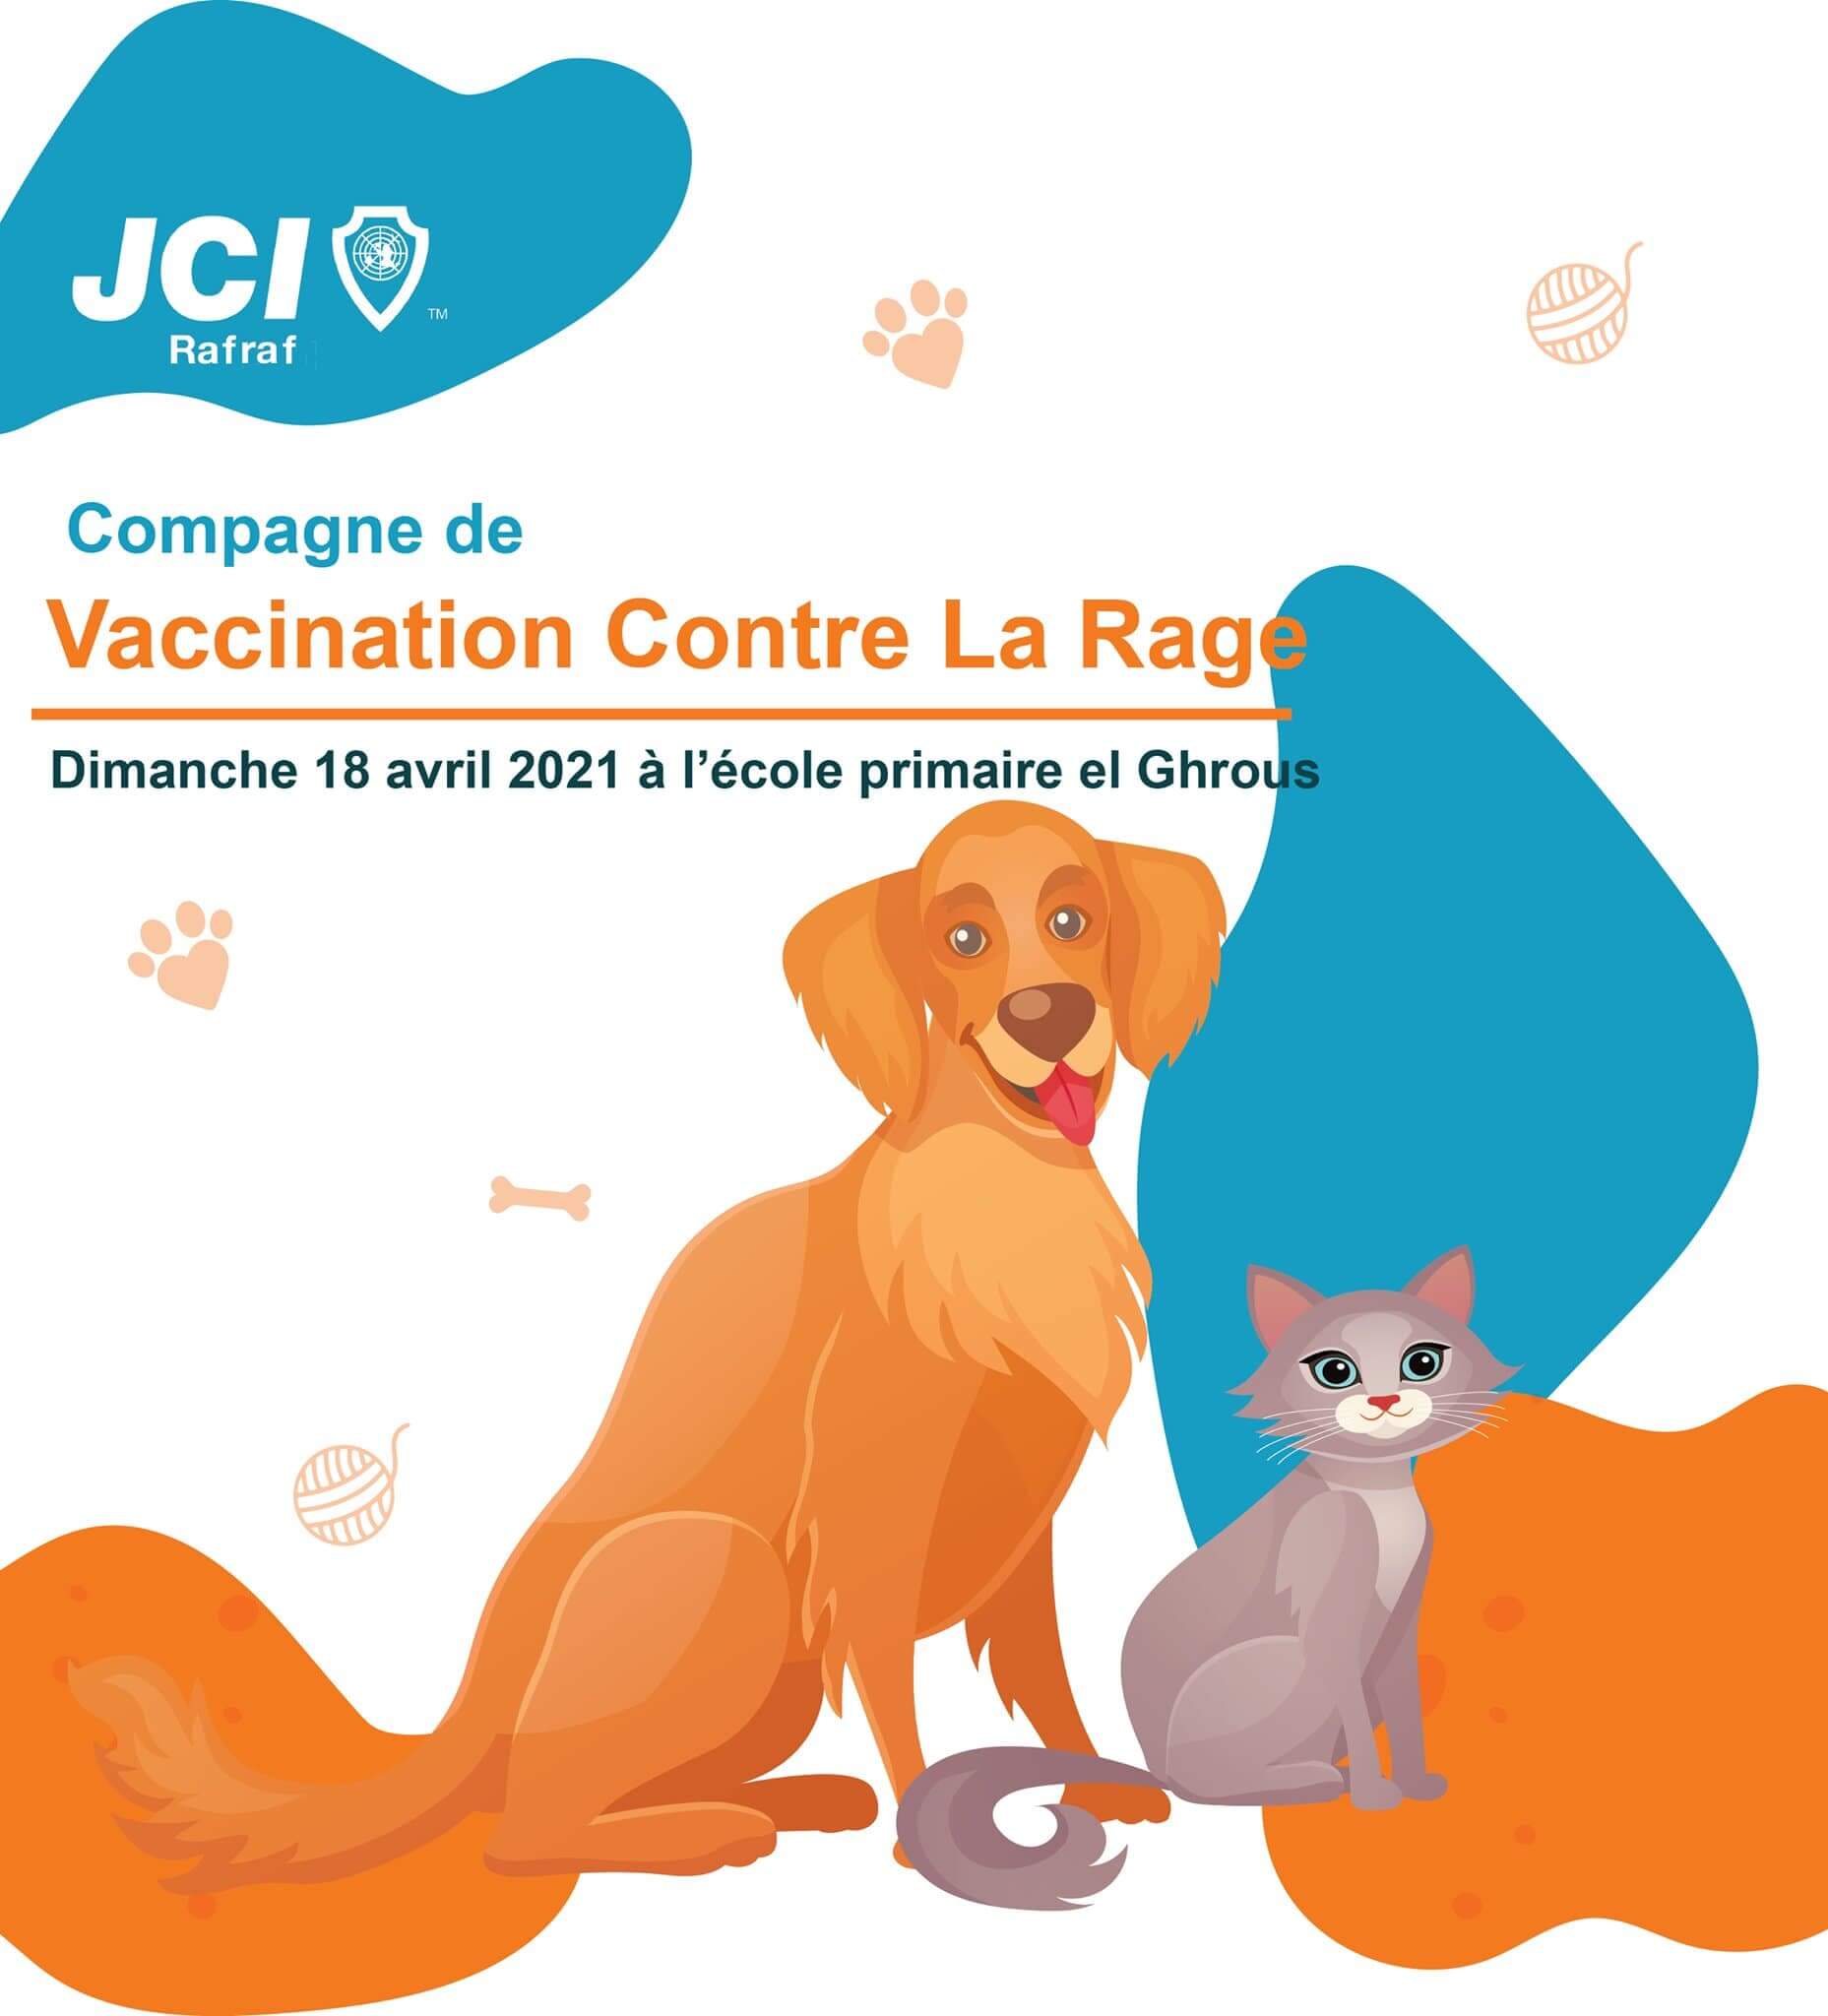 JCI
TM
Rafraf
Compagne de
Vaccination Contre La Rage
Dimanche 18 avril 2021 à l’école primaire el Ghrous